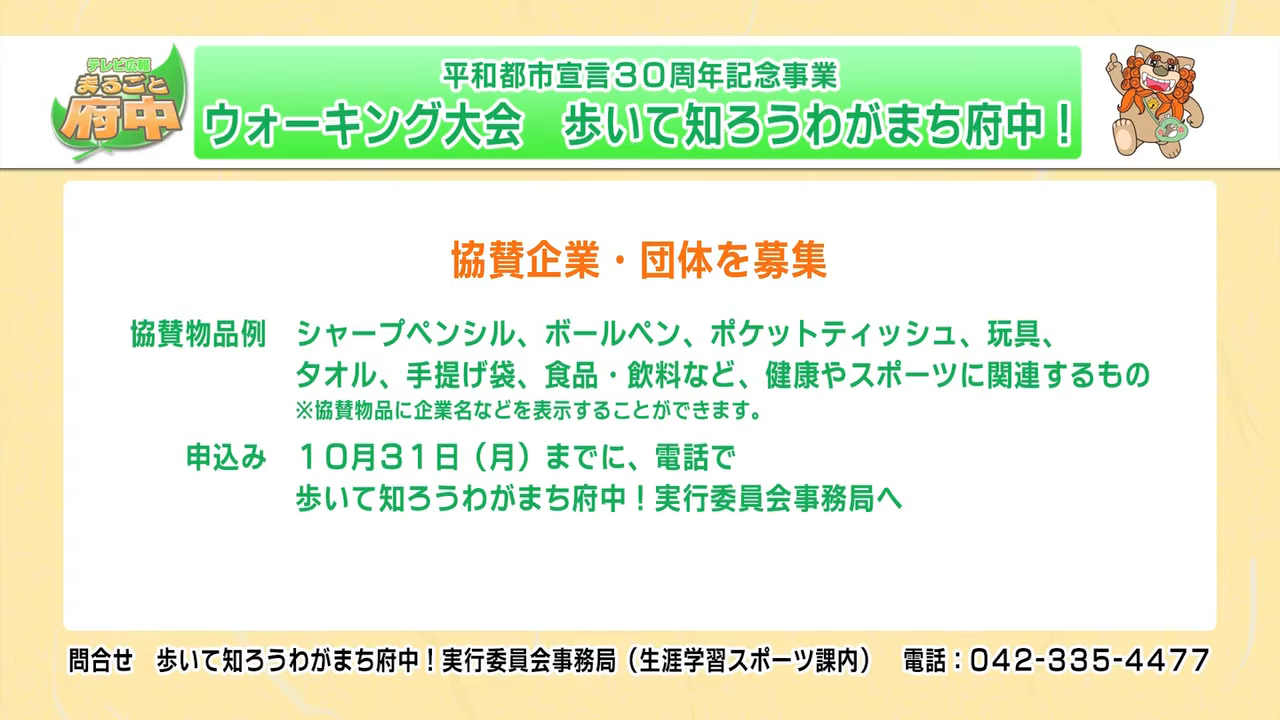 テレビ広報
まるごと
府中
平和都市宣言30周年記念事業
ウォーキング大会　歩いて知ろうわがまち府中！
協賛企業・団体を募集
協賛物品例　シャープペンシル、ボールペン、ポケットティッシュ、玩具、
タオル、手提げ袋、食品・飲料など、健康やスポーツに関連するもの
※協賛物品に企業名などを表示することができます。
申込み　１０月３１日（月）までに、電話で
歩いて知ろうわがまち府中！実行委員会事務局へ
問合せ　歩いて知ろうわがまち府中！実行委員会事務局（生涯学習スポーツ課内）　電話：042-335-4477